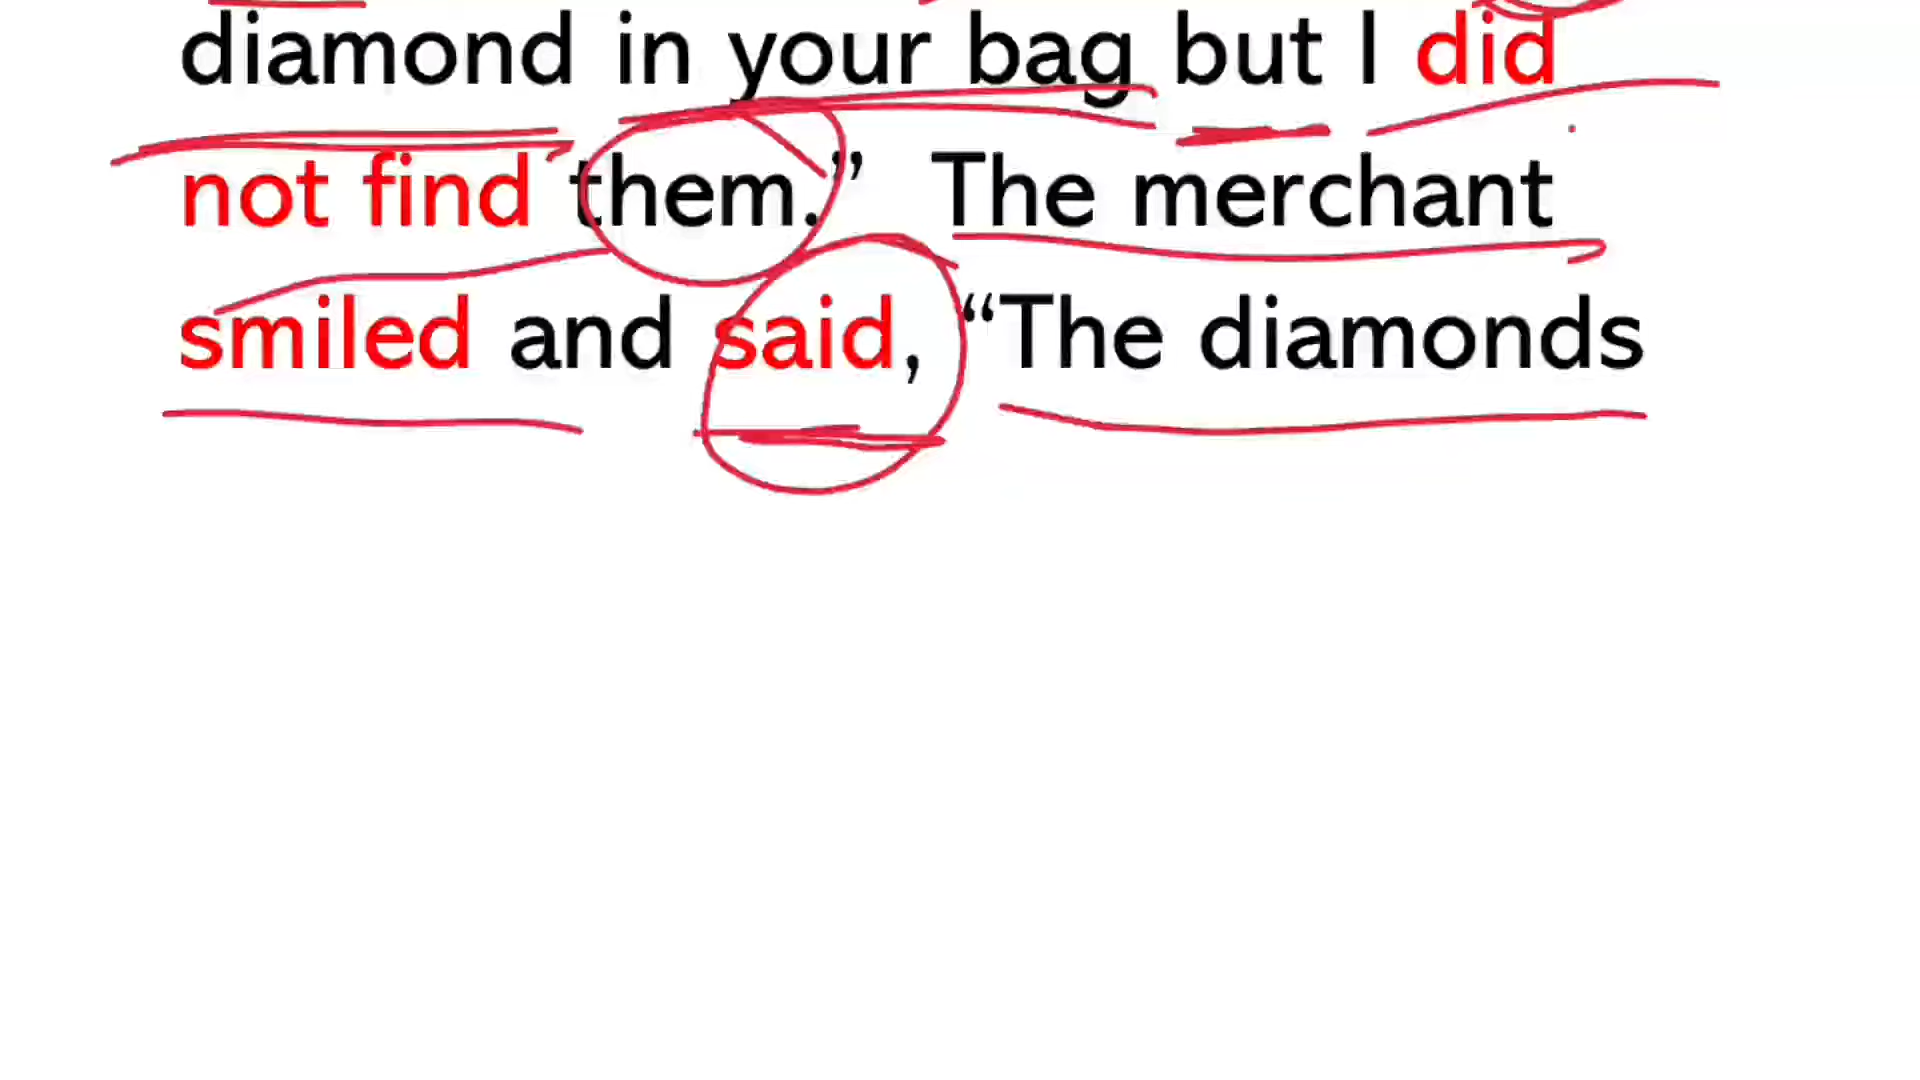 diamond in your bag but I did
not find them.” The merchant
smiled and said, “The diamonds